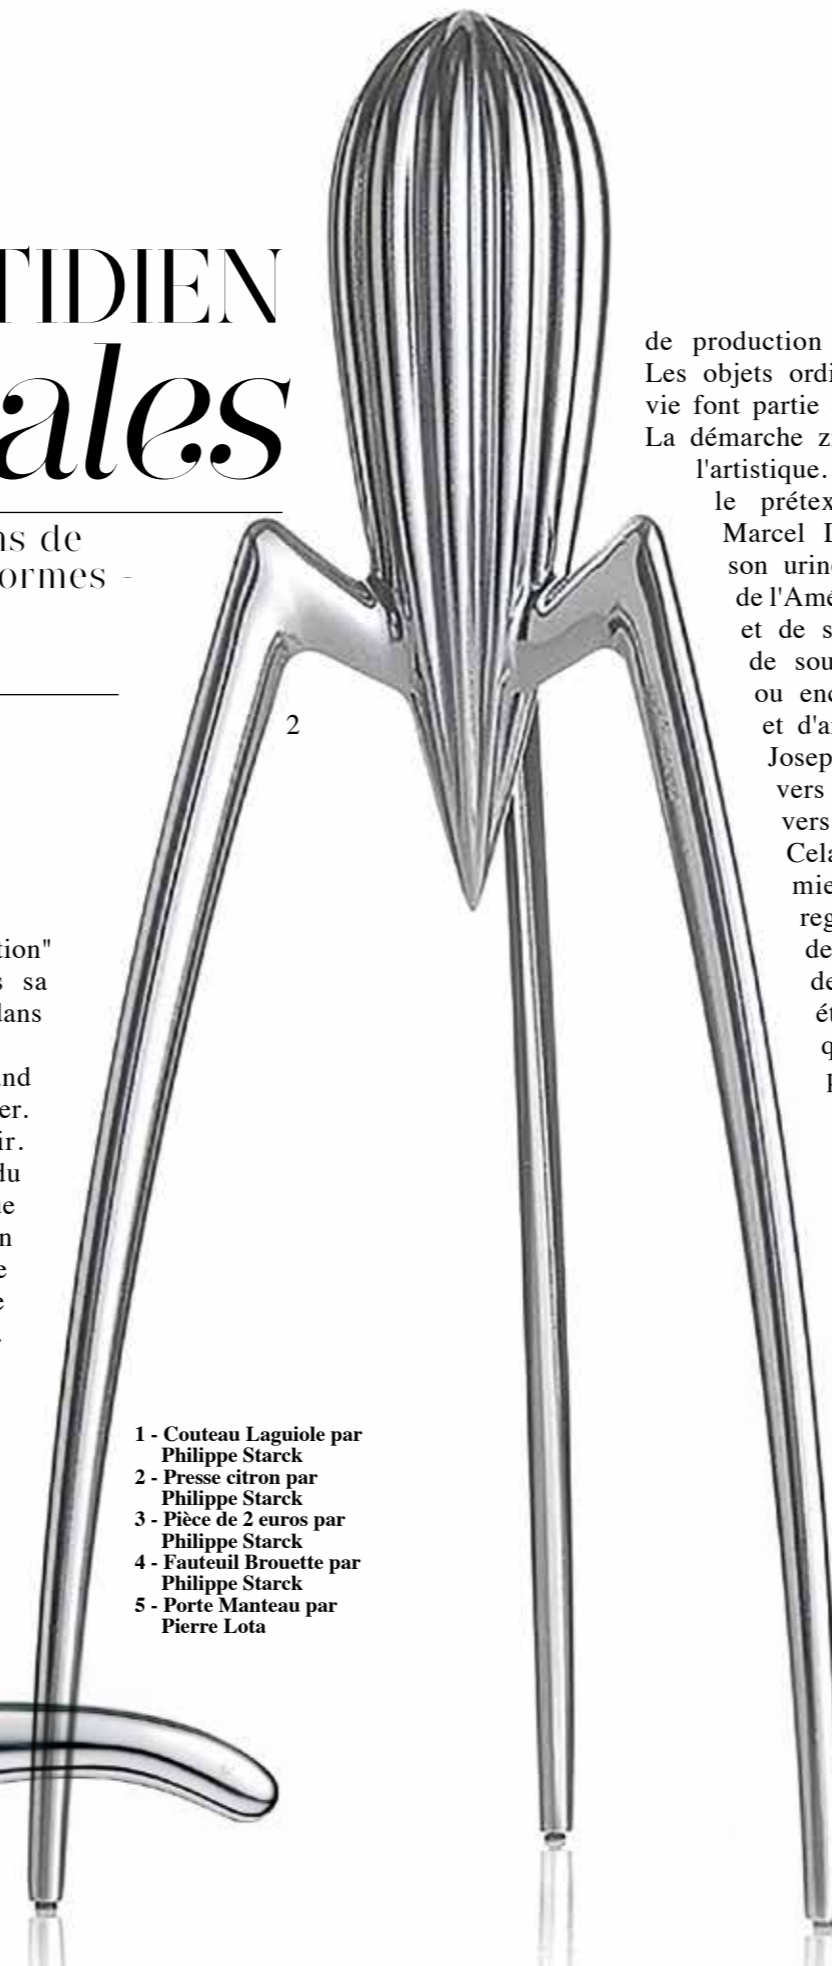 TIDIEN
ales
ns de
ormes -
2
tion"
s sa
dans
and
er.
ir.
du
ue
n
e
e
.
1 - Couteau Laguiole par
Philippe Starck
2 - Presse citron par
Philippe Starck
3 - Pièce de 2 euros par
Philippe Starck
4 - Fauteuil Brouette par
Philippe Starck
5 - Porte Manteau par
Pierre Lota
de production
Les objets ordi
vie font partie
La démarche z
l'artistique.
le prétex
Marcel D
son urin
de l'Amé
et de s
de sou
ou enc
et d'a
Josep
vers
vers
Cela
mie
reg
de
de
ét
q
p